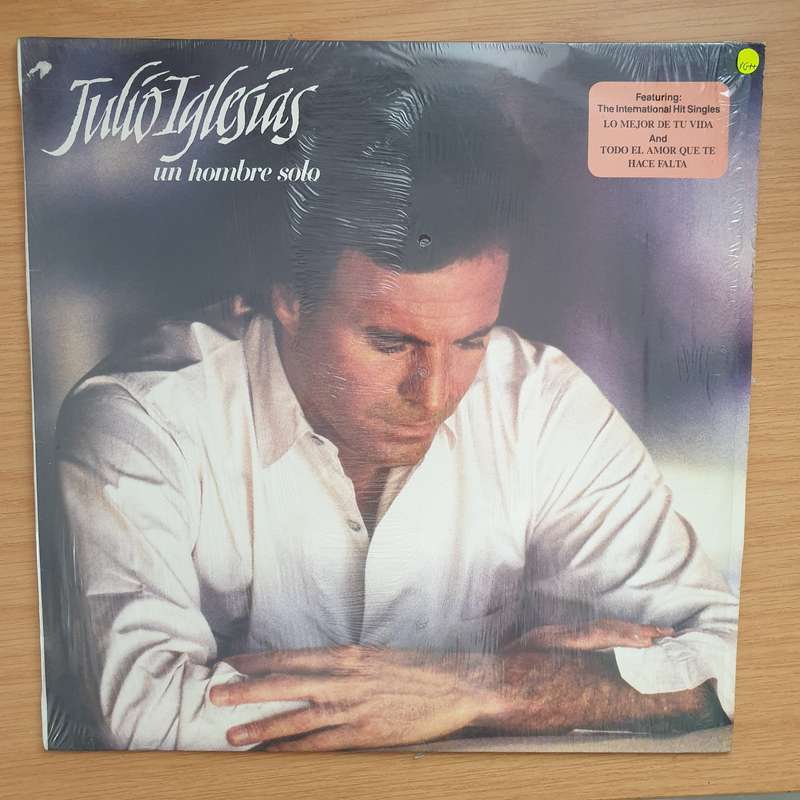 Julio Iglesias
un hombre solo
Featuring:
The International Hit Singles
LO MEJOR DE TU VIDA
And
TODO EL AMOR QUE TE
HACE FALTA